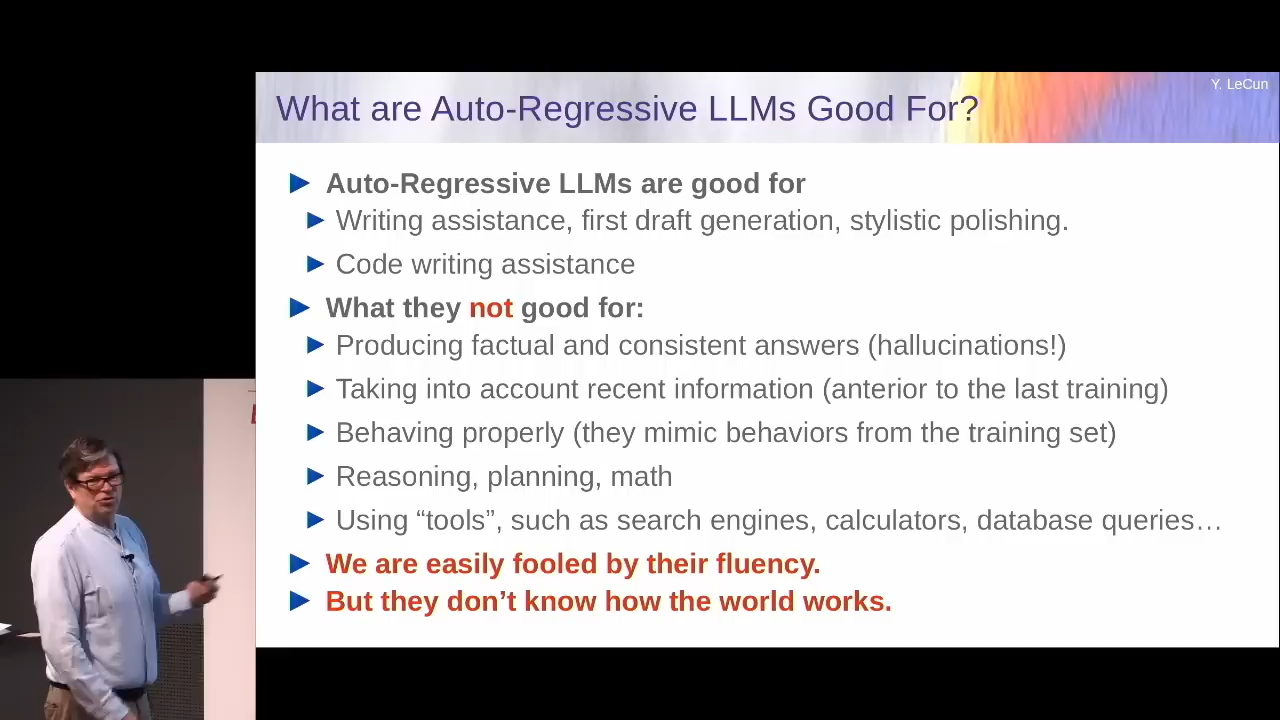 Y. LeCun
What are Auto-Regressive LLMs Good For?
Auto-Regressive LLMs are good for
Writing assistance, first draft generation, stylistic polishing.
Code writing assistance
What they not good for:
Producing factual and consistent answers (hallucinations!)
Taking into account recent information (anterior to the last training)
Behaving properly (they mimic behaviors from the training set)
Reasoning, planning, math
Using “tools”, such as search engines, calculators, database queries…
We are easily fooled by their fluency.
But they don’t know how the world works.